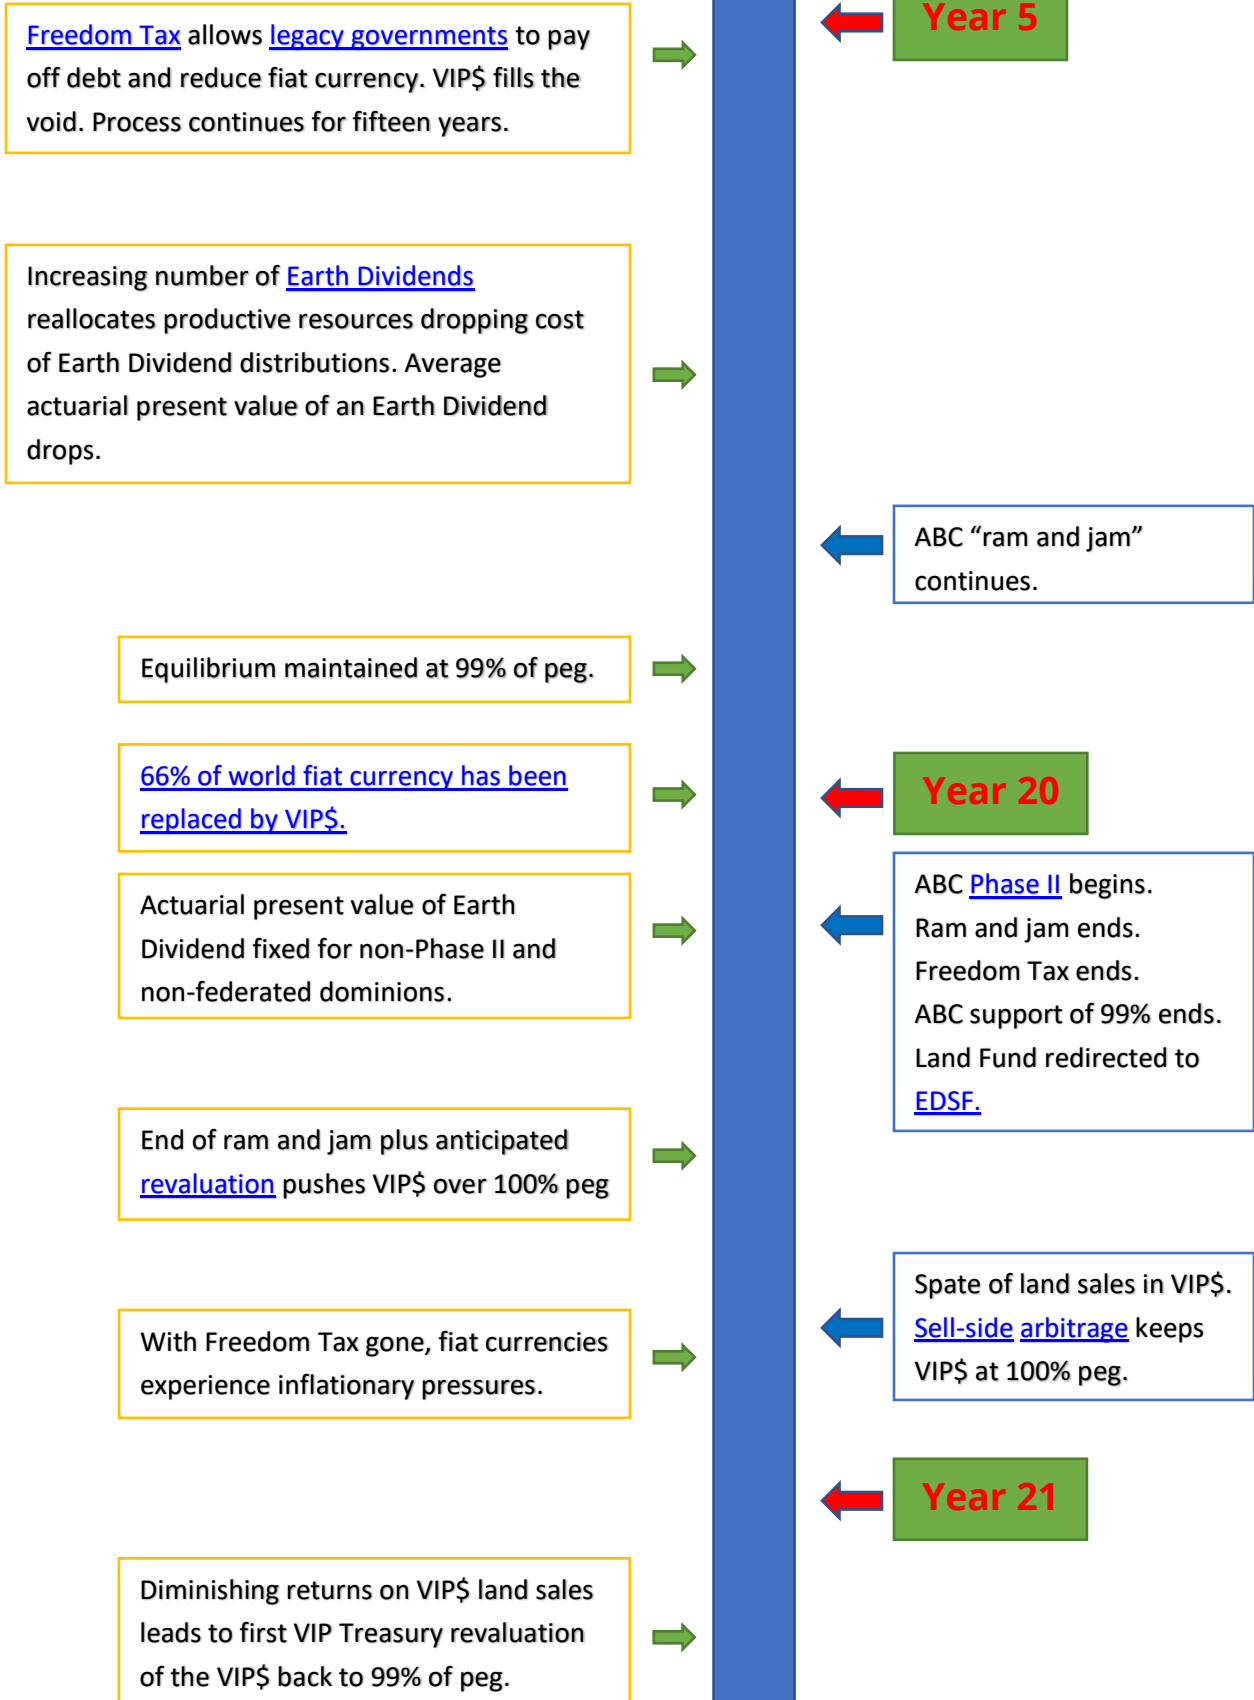 Year 5
Freedom Tax allows legacy governments to pay
off debt and reduce fiat currency. VIP$ fills the
void. Process continues for fifteen years.
Increasing number of Earth Dividends
reallocates productive resources dropping cost
of Earth Dividend distributions. Average
actuarial present value of an Earth Dividend
drops.
ABC “ram and jam”
continues.
Equilibrium maintained at 99% of peg.
66% of world fiat currency has been
replaced by VIP$.
Year 20
Actuarial present value of Earth
Dividend fixed for non-Phase II and
non-federated dominions.
ABC Phase II begins.
Ram and jam ends.
Freedom Tax ends.
ABC support of 99% ends.
Land Fund redirected to
EDSF.
End of ram and jam plus anticipated
revaluation pushes VIP$ over 100% peg
Spate of land sales in VIP$.
Sell-side arbitrage keeps
VIP$ at 100% peg.
With Freedom Tax gone, fiat currencies
experience inflationary pressures.
Year 21
Diminishing returns on VIP$ land sales
leads to first VIP Treasury revaluation
of the VIP$ back to 99% of peg.